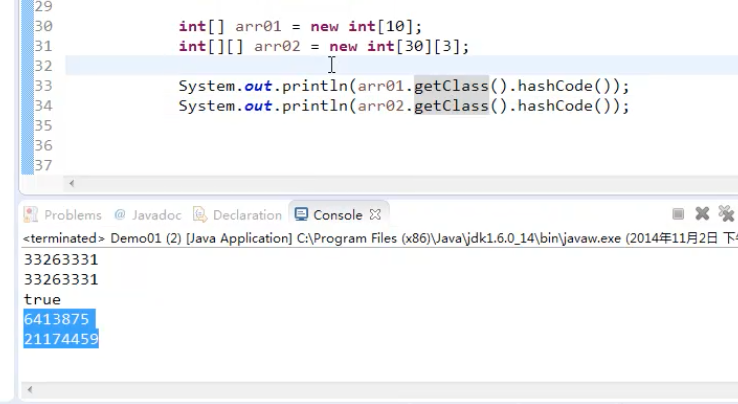 29
30 int[] arr01 = new int[10];
31 int[][] arr02 = new int[30][3];
32
33 System.out.println(arr01.getClass().hashCode());
34 System.out.println(arr02.getClass().hashCode());
35
36
37
Problems @ Javadoc Declaration Console
<terminated> Demo01 (2) [Java Application] C:\Program Files (x86)\Java\jdk1.6.0_14\bin\javaw.exe (2014年11月2日 下
33263331
33263331
true
6413875
21174459